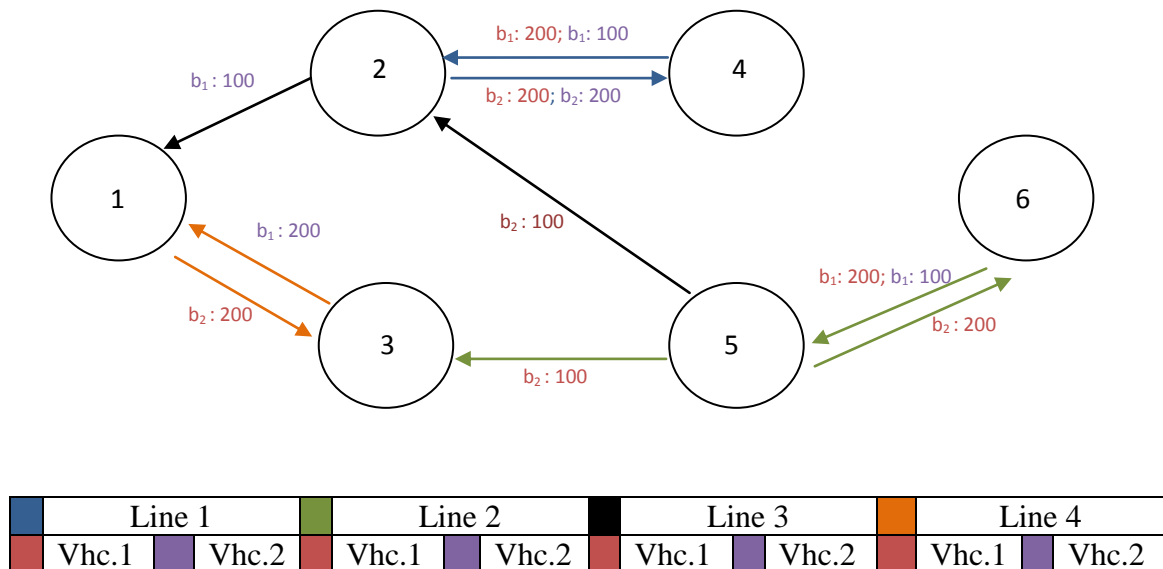 b₁: 200; b₁: 100
2
4
b₁ : 100
b₂ : 200; b₂: 200
1
6
b₂ : 100
b₁ : 200
b₁: 200; b₁: 100
b₂ : 200
b₂ : 200
3
5
b₂ : 100
Line 1 Line 2 Line 3 Line 4
Vhc.1 Vhc.2 Vhc.1 Vhc.2 Vhc.1 Vhc.2 Vhc.1 Vhc.2